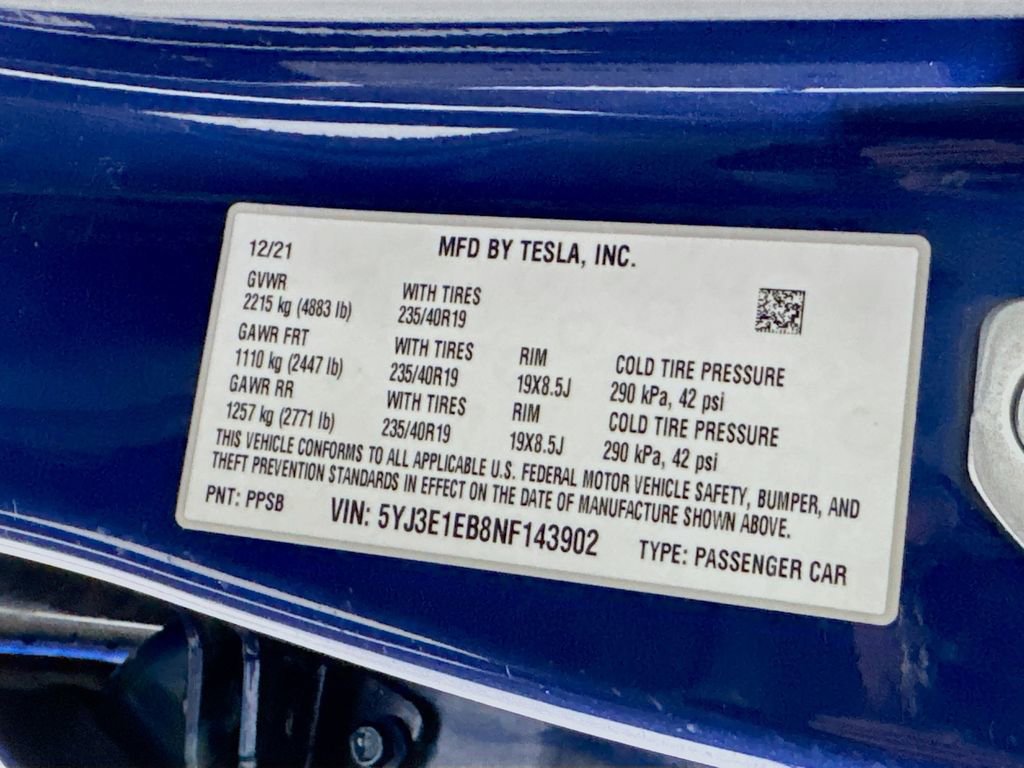 12/21 MFD BY TESLA, INC.
GVWR WITH TIRES
2215 kg (4883 lb) 235/40R19
GAWR FRT WITH TIRES RIM COLD TIRE PRESSURE
1110 kg (2447 lb) 235/40R19 19X8.5J 290 kPa, 42 psi
GAWR RR WITH TIRES RIM COLD TIRE PRESSURE
1257 kg (2771 lb) 235/40R19 19X8.5J 290 kPa, 42 psi
THIS VEHICLE CONFORMS TO ALL APPLICABLE U.S. FEDERAL MOTOR VEHICLE SAFETY, BUMPER, AND
THEFT PREVENTION STANDARDS IN EFFECT ON THE DATE OF MANUFACTURE SHOWN ABOVE.
PNT: PPSB VIN: 5YJ3E1EB8NF143902 TYPE: PASSENGER CAR